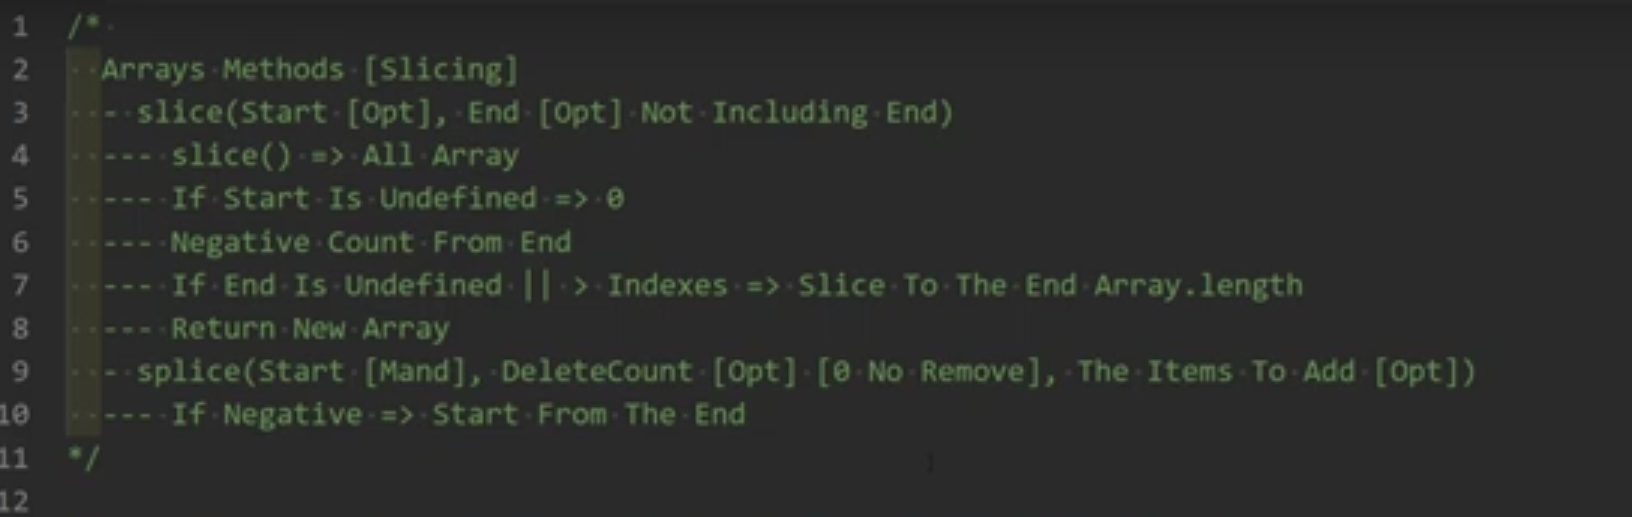 1 /*
2 Arrays Methods [Slicing]
3 - slice(Start [Opt], End [Opt] Not Including End)
4 --- slice() => All Array
5 --- If Start Is Undefined => 0
6 --- Negative Count From End
7 --- If End Is Undefined || > Indexes => Slice To The End Array.length
8 --- Return New Array
9 - splice(Start [Mand], DeleteCount [Opt] [0 No Remove], The Items To Add [Opt])
10 --- If Negative => Start From The End
11 */
12